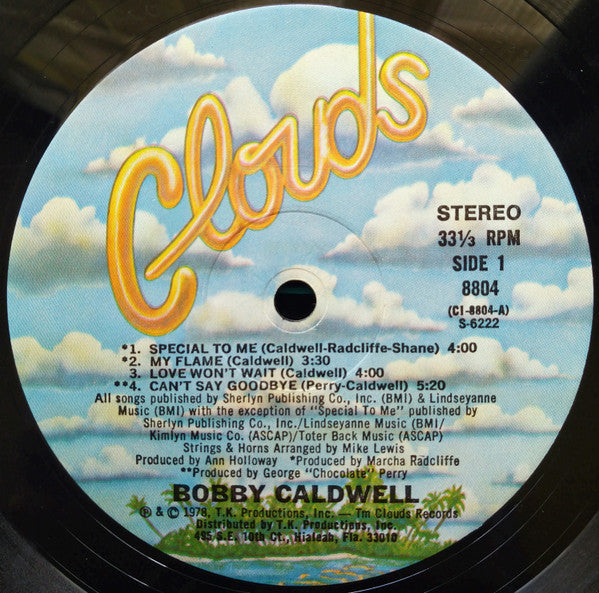 Clouds
STEREO
33⅓ RPM
SIDE 1
8804
(CI-8804-A)
S-6222
*1. SPECIAL TO ME (Caldwell-Radcliffe-Shane) 4:00
*2. MY FLAME (Caldwell) 3:30
3. LOVE WON'T WAIT (Caldwell) 4:00
**4. CAN'T SAY GOODBYE (Perry-Caldwell) 5:20
All songs published by Sherlyn Publishing Co., Inc. (BMI) & Lindseyanne
Music (BMI) with the exception of "Special To Me" published by
Sherlyn Publishing Co., Inc./Lindseyanne Music (BMI/
Kimlyn Music Co. (ASCAP)/Toter Back Music (ASCAP)
Strings & Horns Arranged by Mike Lewis
Produced by Ann Holloway *Produced by Marcha Radcliffe
**Produced by George "Chocolate" Perry
BOBBY CALDWELL
℗ & © 1978, T.K. Productions, Inc. — Tm Clouds Records
Distributed by T.K. Productions, Inc.
495 S.E. 10th Ct., Hialeah, Fla. 33010